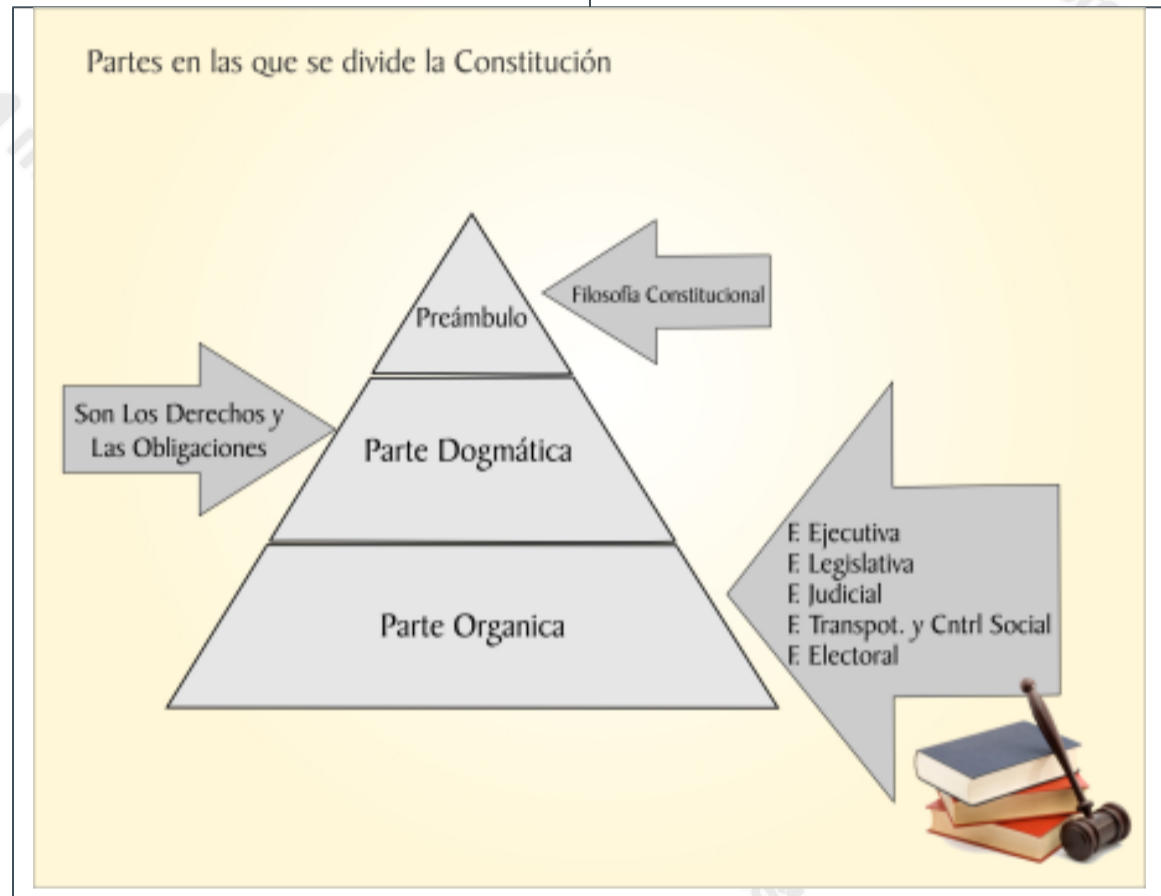 Partes en las que se divide la Constitución
Preámbulo
Filosofía Constitucional
Son Los Derechos y
Las Obligaciones
Parte Dogmática
F. Ejecutiva
F. Legislativa
F. Judicial
F. Transpot. y Cntrl Social
F. Electoral
Parte Organica